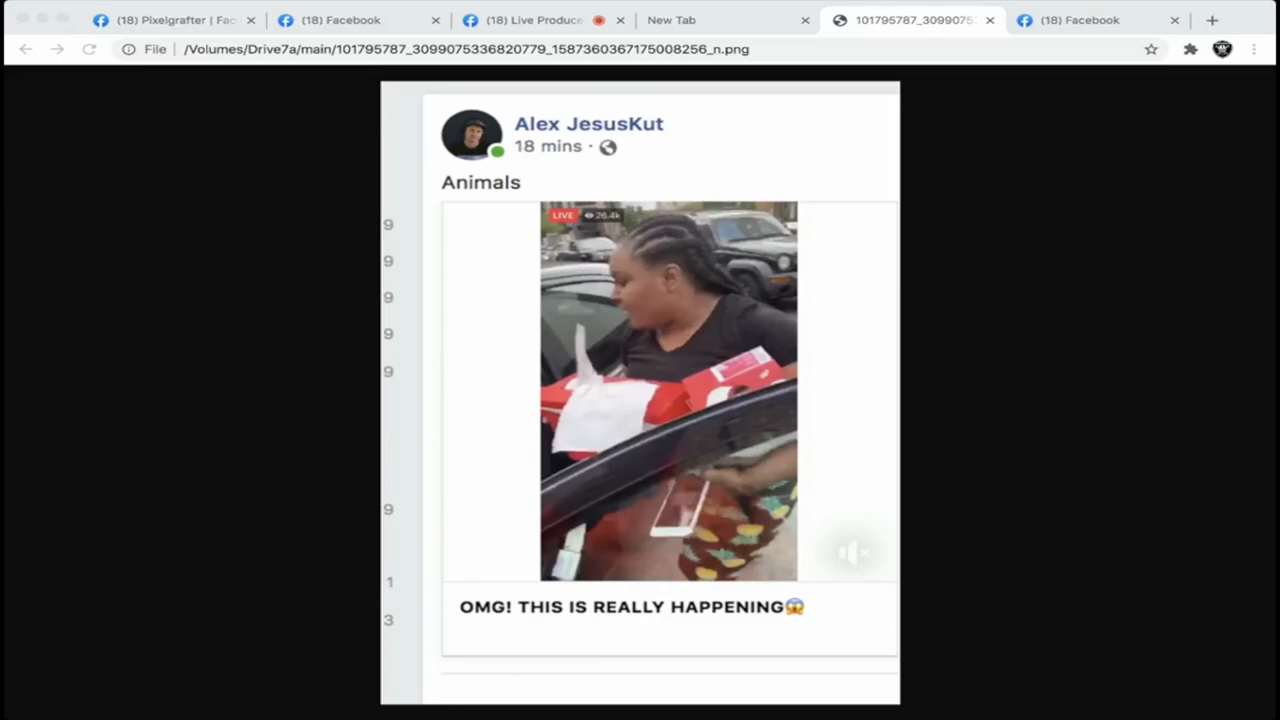 (18) Pixelgrafter | Fac
(18) Facebook
(18) Live Produce
New Tab
101795787_3099075
(18) Facebook
File
/Volumes/Drive7a/main/101795787_3099075336820779_1587360367175008256_n.png
Alex JesusKut
18 mins ·
Animals
LIVE 26.4k
9
9
9
9
9
9
1
3
OMG! THIS IS REALLY HAPPENING😱